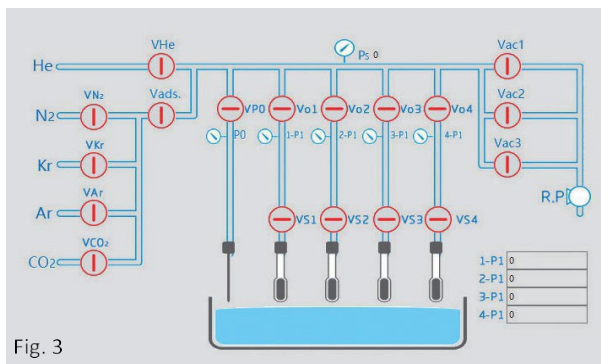 VHe
He
Ps 0
Vac1
VN₂
Vads.
N2
VP0
Vo1
Vo2
Vo3
Vo4
Vac2
P0
1-P1
2-P1
3-P1
4-P1
VKr
Kr
Vac3
VAr
Ar
R.P
VS1
VS2
VS3
VS4
VCO₂
CO2
1-P1 0
2-P1 0
3-P1 0
4-P1 0
Fig. 3